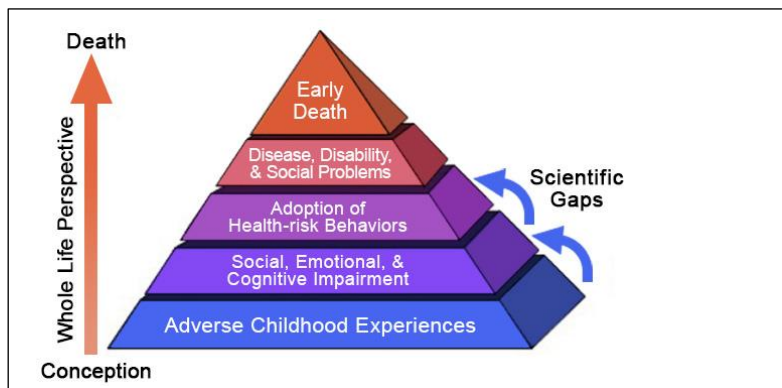 Death
Whole Life Perspective
Conception
Early
Death
Disease, Disability,
& Social Problems
Adoption of
Health-risk Behaviors
Social, Emotional, &
Cognitive Impairment
Adverse Childhood Experiences
Scientific
Gaps